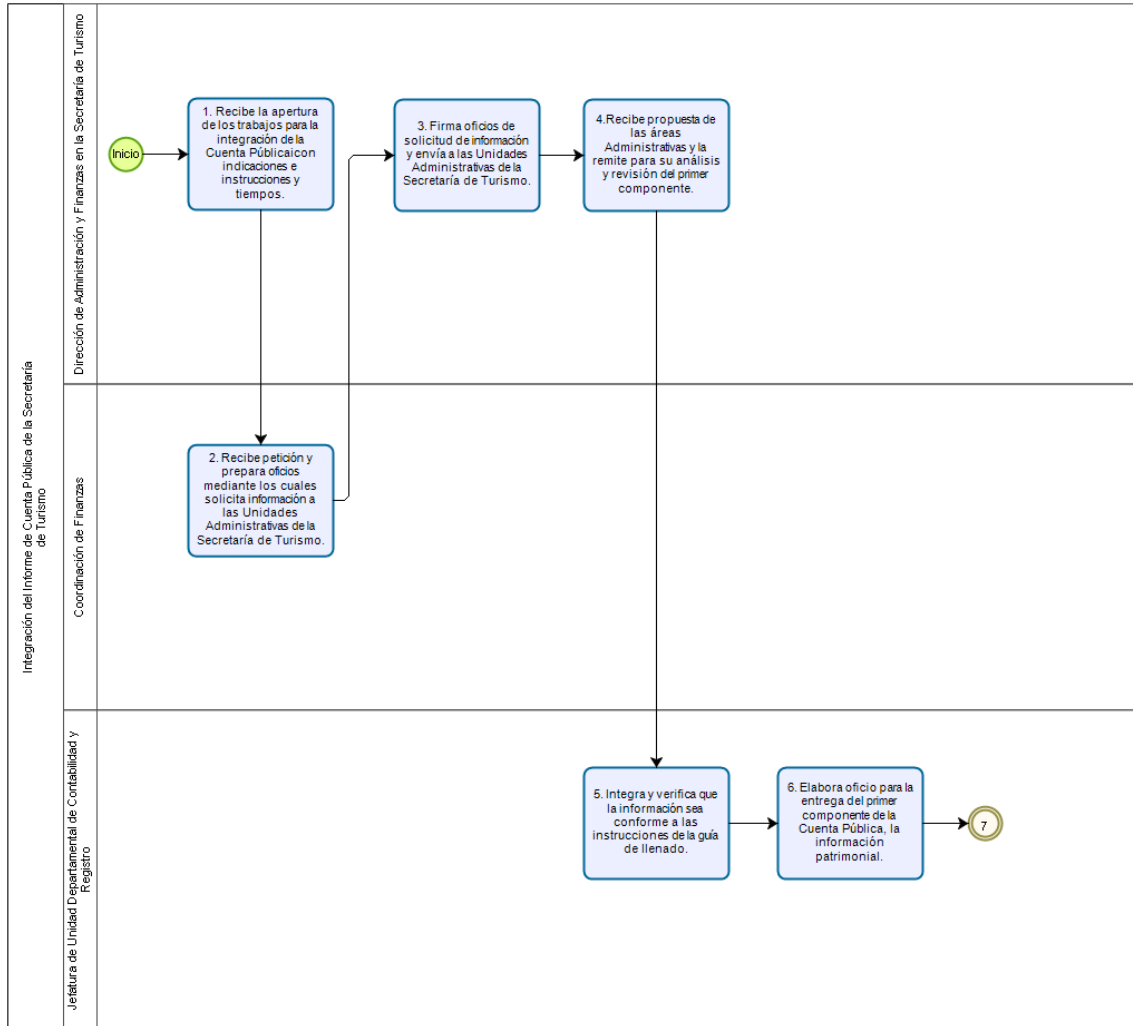 Integración del Informe de Cuenta Pública de la Secretaría
de Turismo
Dirección de Administración y Finanzas en la Secretaría de Turismo
Inicio
1. Recibe la apertura
de los trabajos para la
integración de la
Cuenta Públicaicon
indicaciones e
instrucciones y
tiempos.
3. Firma oficios de
solicitud de información
y envía a las Unidades
Administrativas de la
Secretaría de Turismo.
4.Recibe propuesta de
las áreas
Administrativas y la
remite para su análisis
y revisión del primer
componente.
Coordinación de Finanzas
2. Recibe petición y
prepara oficios
mediante los cuales
solicita información a
las Unidades
Administrativas de la
Secretaría de Turismo.
Jefatura de Unidad Departamental de Contabilidad y
Registro
5. Integra y verifica que
la información sea
conforme a las
instrucciones de la guía
de llenado.
6. Elabora oficio para la
entrega del primer
componente de la
Cuenta Pública, la
información
patrimonial.
7